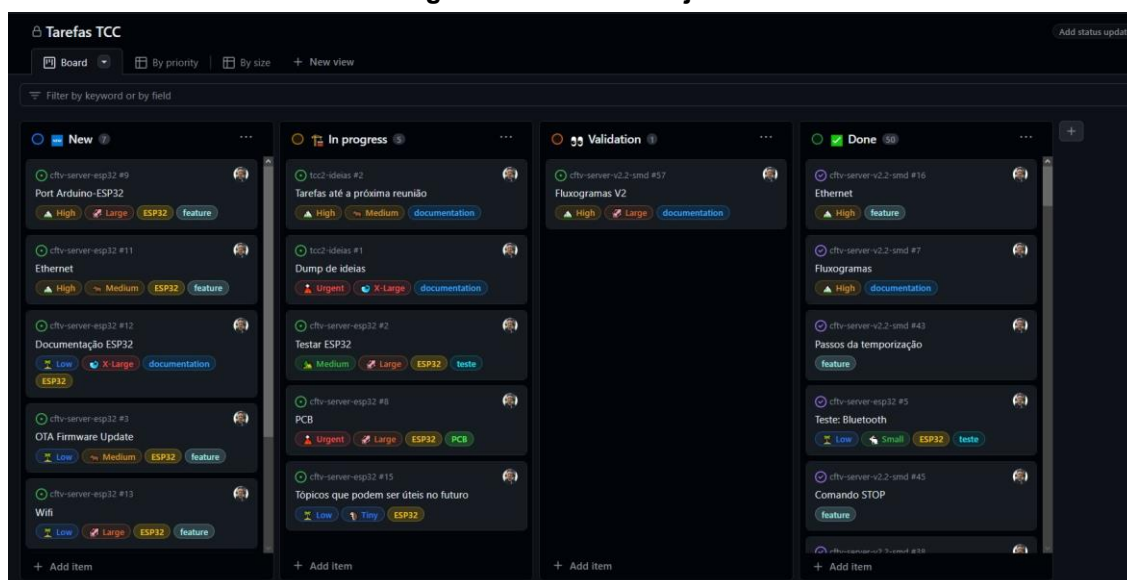 Tarefas TCC
Add status updat
Board
By priority
By size
+ New view
Filter by keyword or by field
New 7
cftv-server-esp32 #9
Port Arduino-ESP32
High Large ESP32 feature
cftv-server-esp32 #11
Ethernet
High Medium ESP32 feature
cftv-server-esp32 #12
Documentação ESP32
Low X-Large documentation
ESP32
cftv-server-esp32 #3
OTA Firmware Update
Low Medium ESP32 feature
cftv-server-esp32 #13
Wifi
Low Large ESP32 feature
+ Add item
In progress 5
tcc2-ideias #2
Tarefas até a próxima reunião
High Medium documentation
tcc2-ideias #1
Dump de ideias
Urgent X-Large documentation
cftv-server-esp32 #2
Testar ESP32
Medium Large ESP32 teste
cftv-server-esp32 #8
PCB
Urgent Large ESP32 PCB
cftv-server-esp32 #15
Tópicos que podem ser úteis no futuro
Low Tiny ESP32
+ Add item
Validation 1
cftv-server-v2.2-smd #57
Fluxogramas V2
High Large documentation
+ Add item
Done 50
cftv-server-v2.2-smd #16
Ethernet
High feature
cftv-server-v2.2-smd #7
Fluxogramas
High documentation
cftv-server-v2.2-smd #43
Passos da temporização
feature
cftv-server-esp32 #5
Teste: Bluetooth
Low Small ESP32 teste
cftv-server-v2.2-smd #45
Comando STOP
feature
cftv-server-v2.2-smd #38
+ Add item